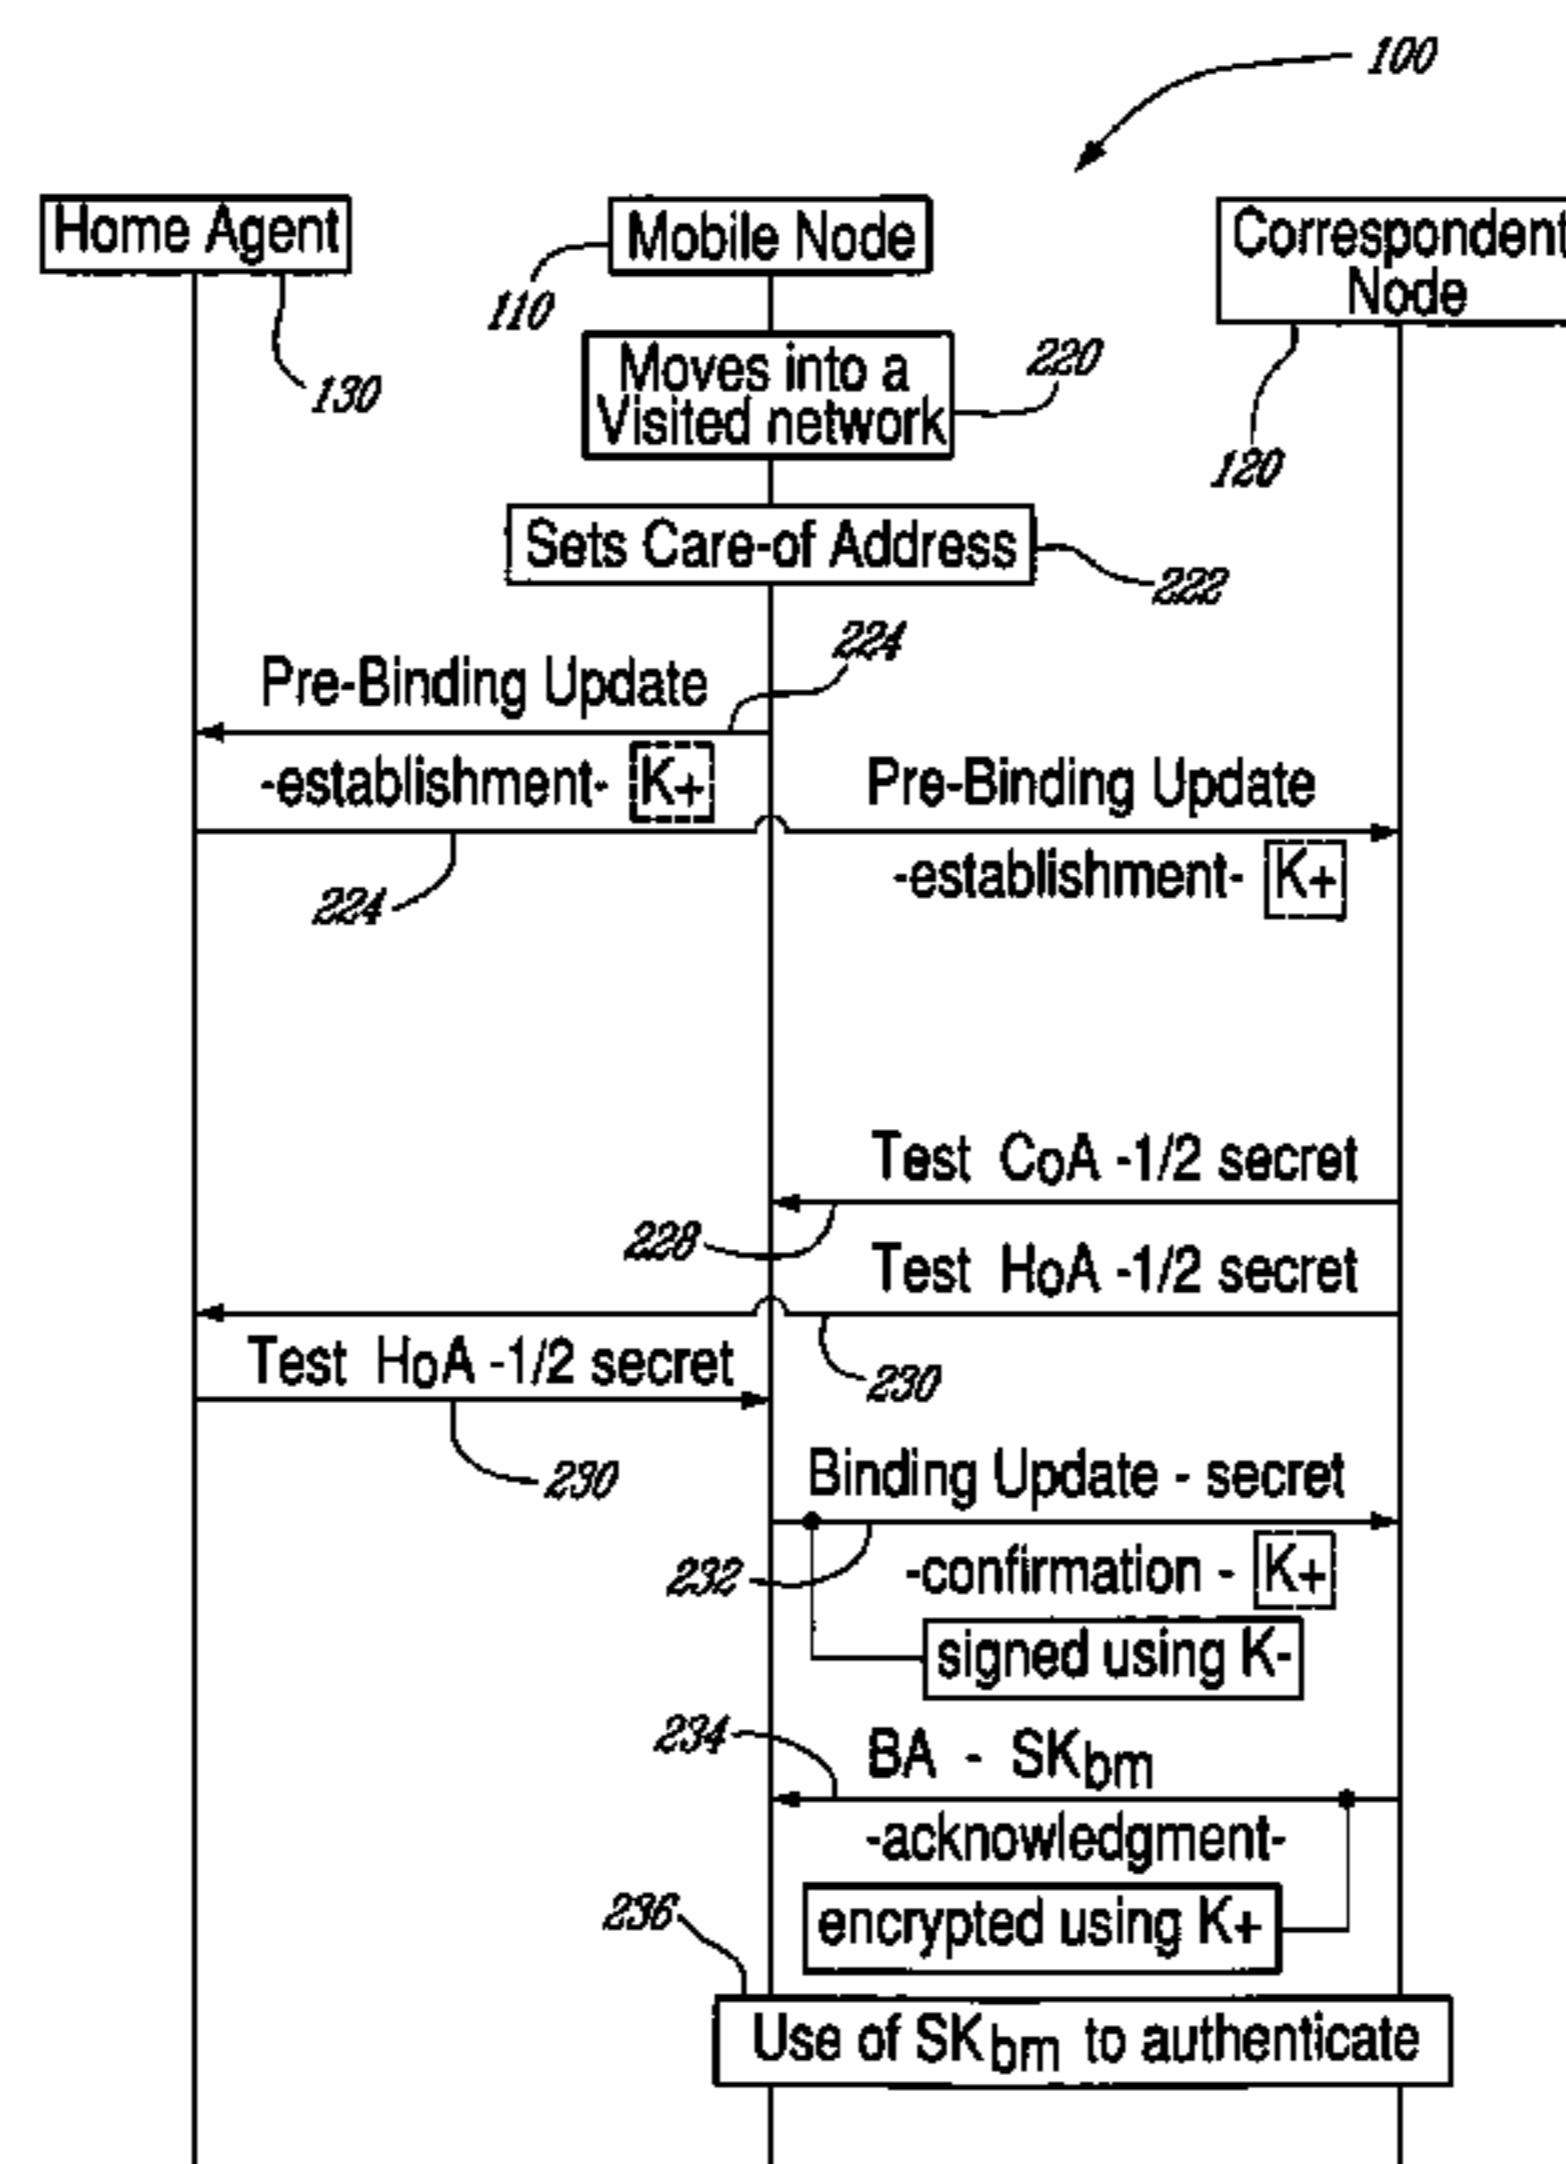 100
Home Agent
Mobile Node
Correspondent
Node
110
130
Moves into a
Visited network
220
120
Sets Care-of Address
222
224
Pre-Binding Update
-establishment- K+
Pre-Binding Update
224
-establishment- K+
Test CoA -1/2 secret
228
Test HoA -1/2 secret
Test HoA -1/2 secret
230
230
Binding Update - secret
232
-confirmation - K+
signed using K-
234
BA - SKbm
-acknowledgment-
236
encrypted using K+
Use of SKbm to authenticate